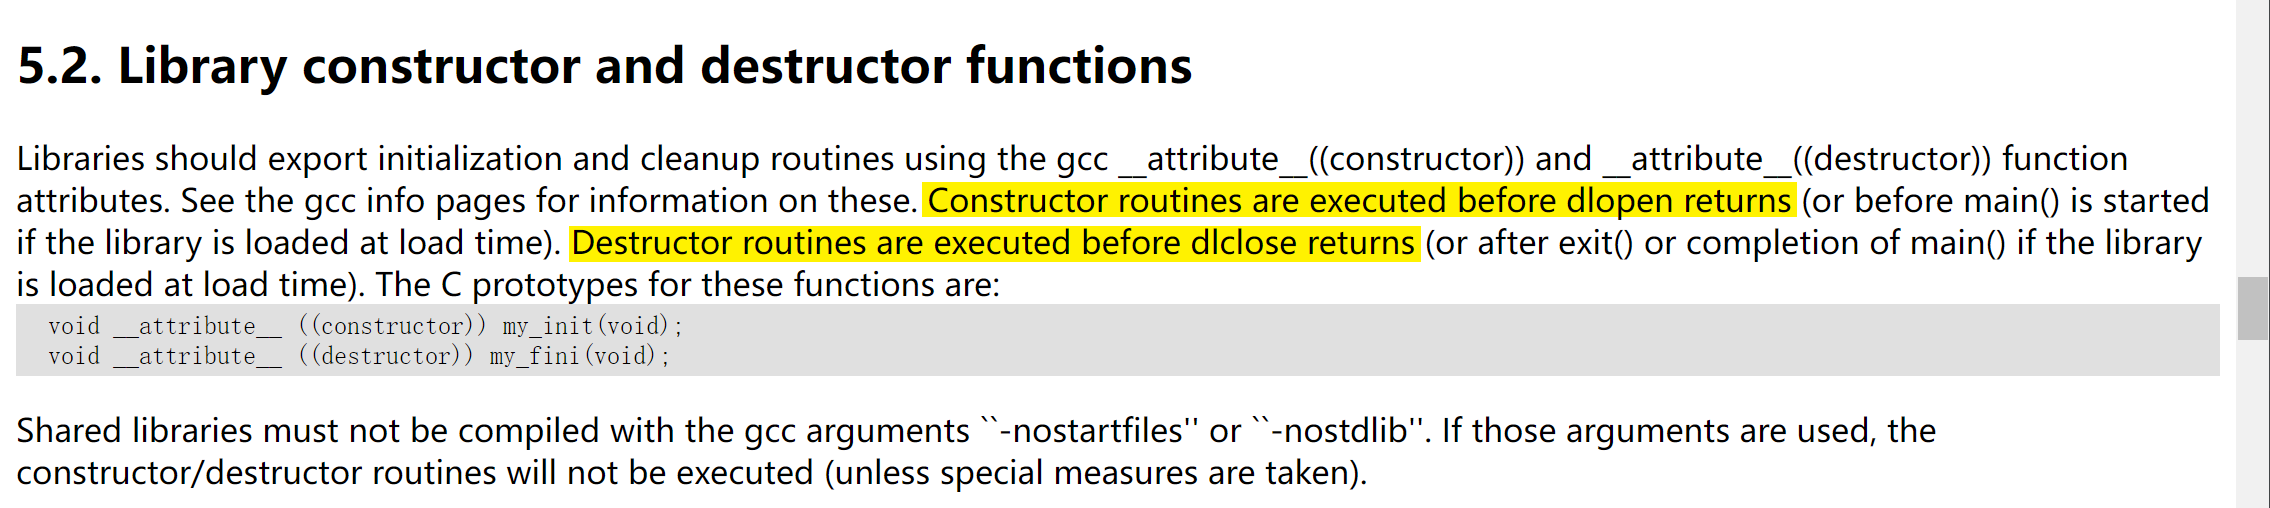 5.2. Library constructor and destructor functions
Libraries should export initialization and cleanup routines using the gcc __attribute__((constructor)) and __attribute__((destructor)) function
attributes. See the gcc info pages for information on these. Constructor routines are executed before dlopen returns (or before main() is started
if the library is loaded at load time). Destructor routines are executed before dlclose returns (or after exit() or completion of main() if the library
is loaded at load time). The C prototypes for these functions are:
void __attribute__ ((constructor)) my_init(void);
void __attribute__ ((destructor)) my_fini(void);
Shared libraries must not be compiled with the gcc arguments ``-nostartfiles'' or ``-nostdlib''. If those arguments are used, the
constructor/destructor routines will not be executed (unless special measures are taken).